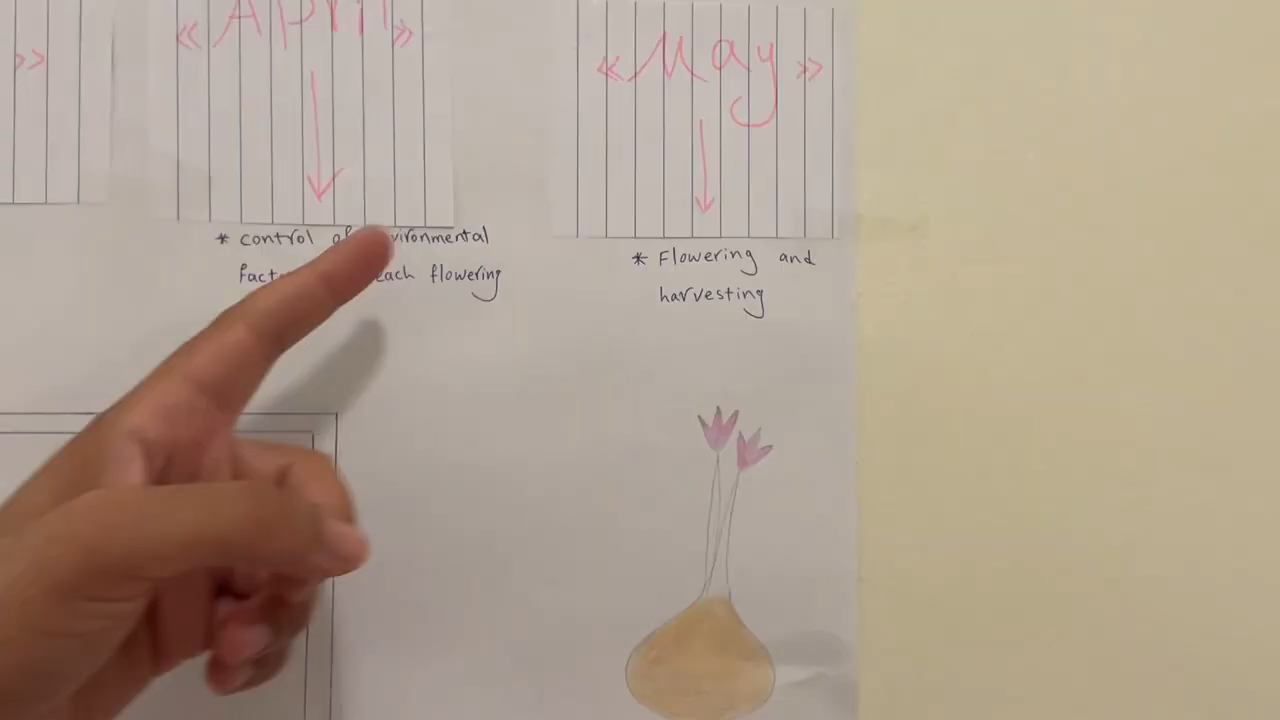 »
« April »
* control of environmental
each flowering
« May »
* Flowering and
harvesting